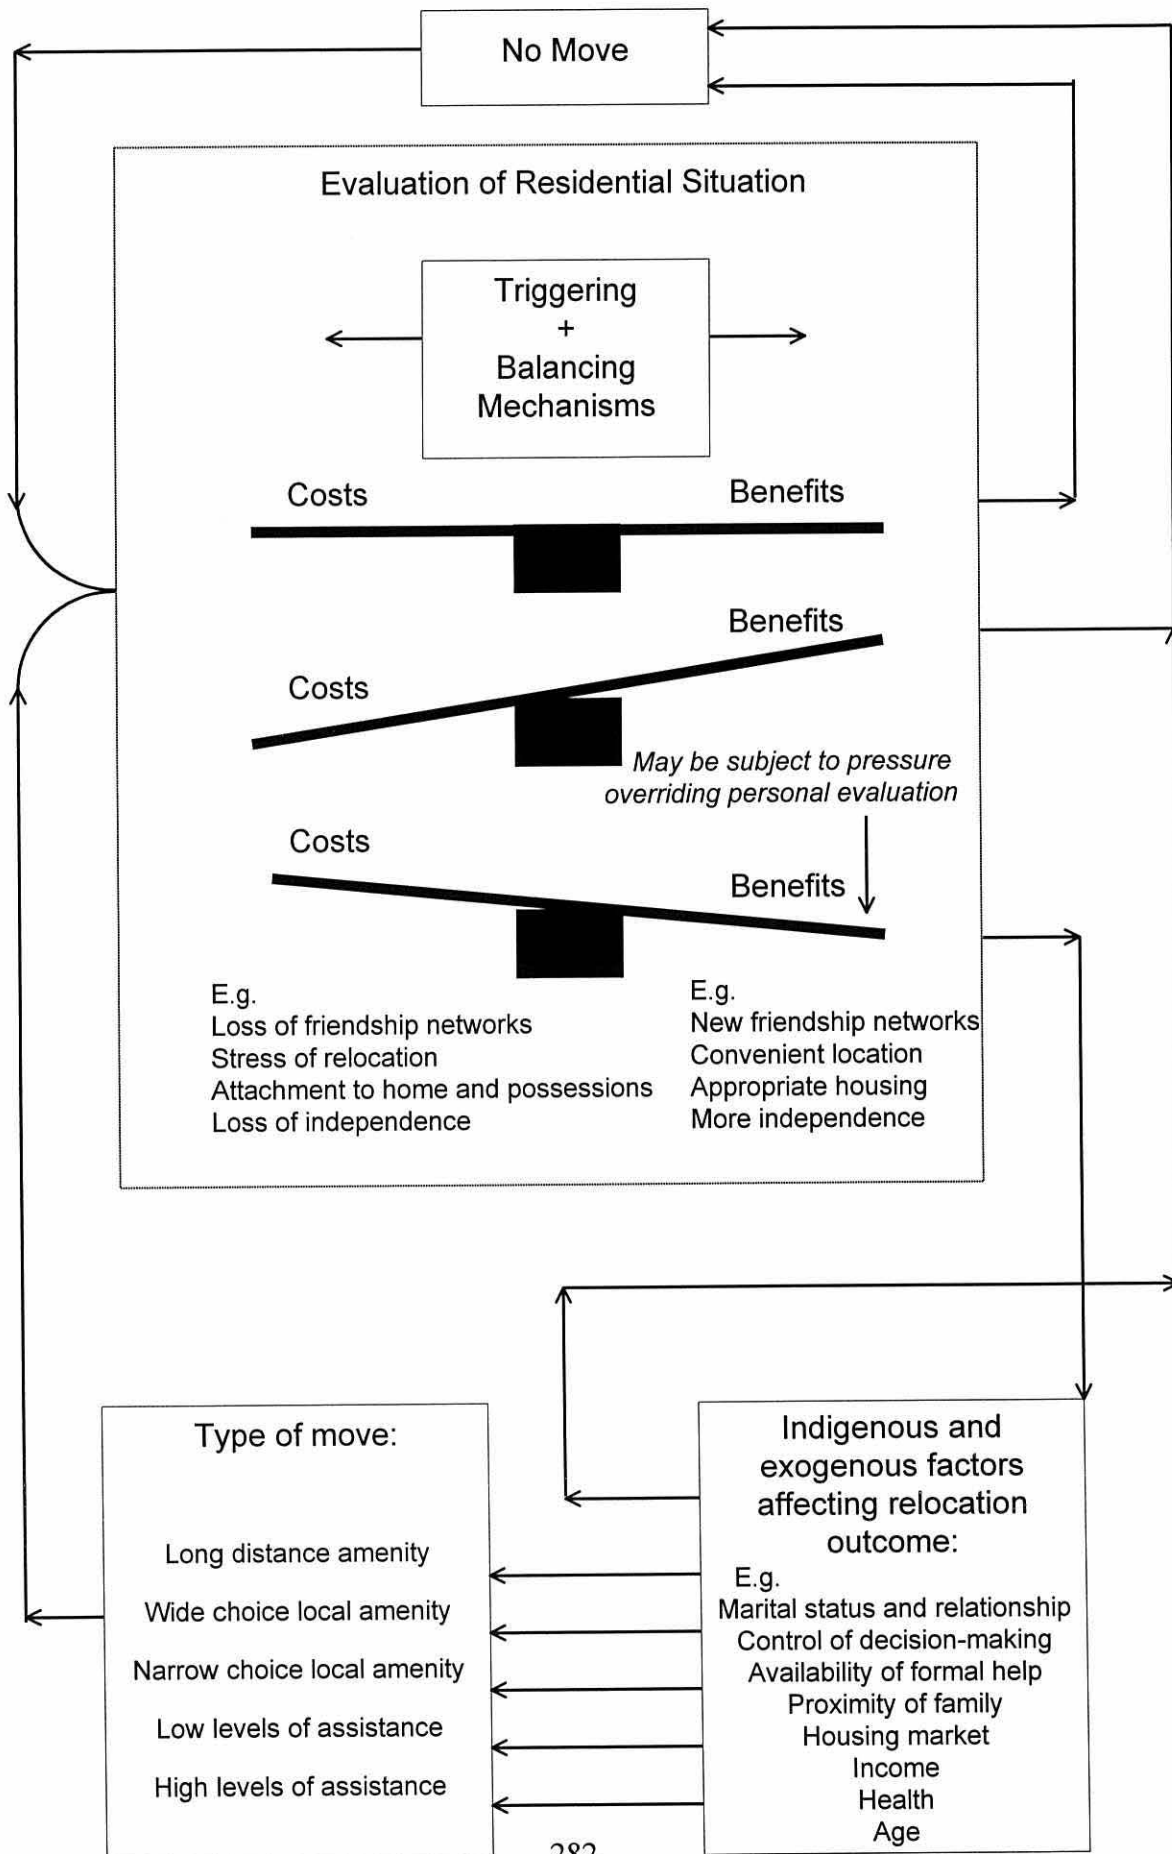 No Move
Evaluation of Residential Situation
Triggering
+
Balancing
Mechanisms
Costs
Benefits
Benefits
Costs
May be subject to pressure
overriding personal evaluation
Costs
Benefits
E.g.
Loss of friendship networks
Stress of relocation
Attachment to home and possessions
Loss of independence
E.g.
New friendship networks
Convenient location
Appropriate housing
More independence
Type of move:
Long distance amenity
Wide choice local amenity
Narrow choice local amenity
Low levels of assistance
High levels of assistance
Indigenous and
exogenous factors
affecting relocation
outcome:
E.g.
Marital status and relationship
Control of decision-making
Availability of formal help
Proximity of family
Housing market
Income
Health
Age